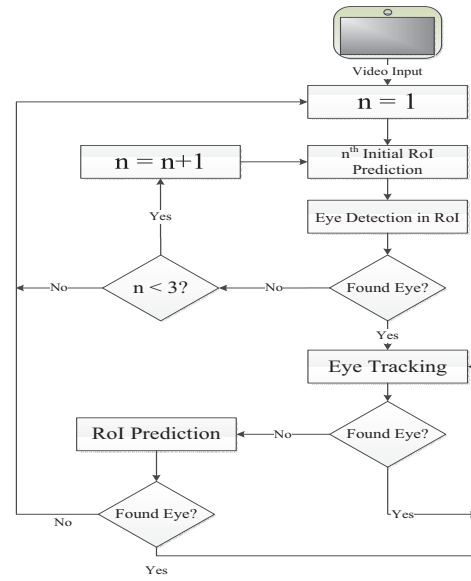 Video Input
n = 1
n = n+1
nth Initial RoI
Prediction
Yes
Eye Detection in RoI
No
n < 3?
No
Found Eye?
Yes
Eye Tracking
RoI Prediction
No
Found Eye?
No
Found Eye?
Yes
Yes